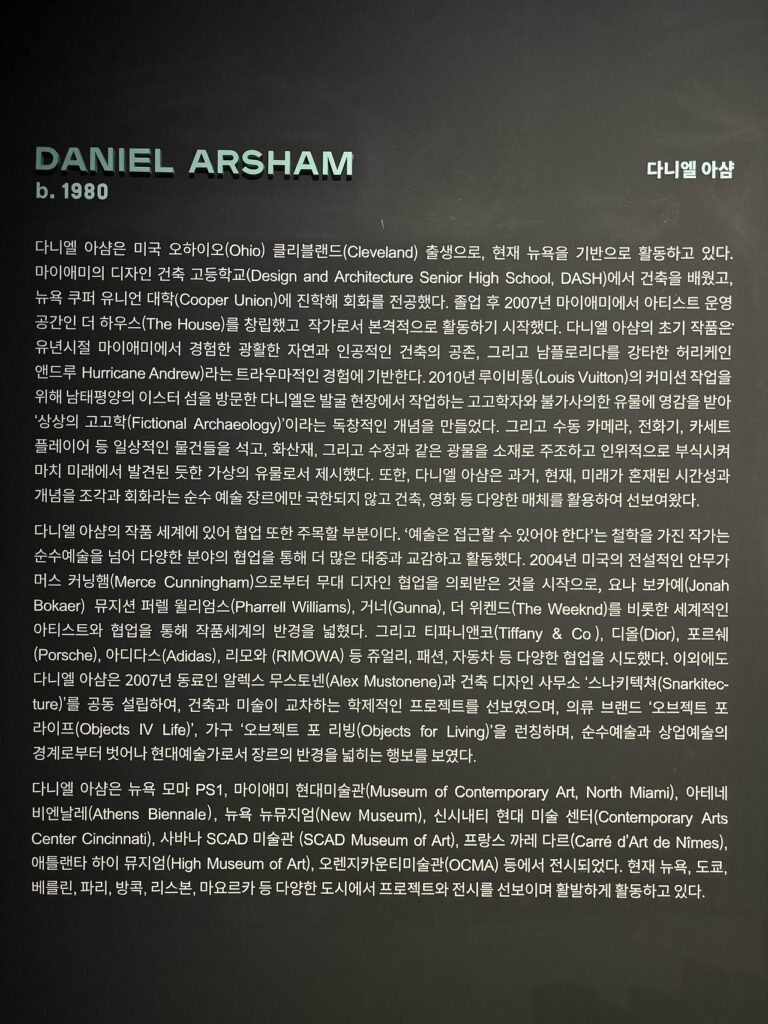 DANIEL ARSHAM
다니엘 아샴
b. 1980
다니엘 아샴은 미국 오하이오(Ohio) 클리블랜드(Cleveland) 출생으로, 현재 뉴욕을 기반으로 활동하고 있다.
마이애미의 디자인 건축 고등학교(Design and Architecture Senior High School, DASH)에서 건축을 배웠고,
뉴욕 쿠퍼 유니언 대학(Cooper Union)에 진학해 회화를 전공했다. 졸업 후 2007년 마이애미에서 아티스트 운영
공간인 더 하우스(The House)를 창립했고 작가로서 본격적으로 활동하기 시작했다. 다니엘 아샴의 초기 작품은
유년시절 마이애미에서 경험한 광활한 자연과 인공적인 건축의 공존, 그리고 남플로리다를 강타한 허리케인
앤드루 Hurricane Andrew)라는 트라우마적인 경험에 기반한다. 2010년 루이비통(Louis Vuitton)의 커미션 작업을
위해 남태평양의 이스터 섬을 방문한 다니엘은 발굴 현장에서 작업하는 고고학자와 불가사의한 유물에 영감을 받아
‘상상의 고고학(Fictional Archaeology)’이라는 독창적인 개념을 만들었다. 그리고 수동 카메라, 전화기, 카세트
플레이어 등 일상적인 물건들을 석고, 화산재, 그리고 수정과 같은 광물을 소재로 주조하고 인위적으로 부식시켜
마치 미래에서 발견된 듯한 가상의 유물로서 제시했다. 또한, 다니엘 아샴은 과거, 현재, 미래가 혼재된 시간성과
개념을 조각과 회화라는 순수 예술 장르에만 국한되지 않고 건축, 영화 등 다양한 매체를 활용하여 선보여왔다.
다니엘 아샴의 작품 세계에 있어 협업 또한 주목할 부분이다. ‘예술은 접근할 수 있어야 한다’는 철학을 가진 작가는
순수예술을 넘어 다양한 분야의 협업을 통해 더 많은 대중과 교감하고 활동했다. 2004년 미국의 전설적인 안무가
머스 커닝햄(Merce Cunningham)으로부터 무대 디자인 협업을 의뢰받은 것을 시작으로, 요나 보카예(Jonah
Bokaer) 뮤지션 퍼렐 윌리엄스(Pharrell Williams), 거너(Gunna), 더 위켄드(The Weeknd)를 비롯한 세계적인
아티스트와 협업을 통해 작품세계의 반경을 넓혔다. 그리고 티파니앤코(Tiffany & Co ), 디올(Dior), 포르쉐
(Porsche), 아디다스(Adidas), 리모와 (RIMOWA) 등 쥬얼리, 패션, 자동차 등 다양한 협업을 시도했다. 이외에도
다니엘 아샴은 2007년 동료인 알렉스 무스토넨(Alex Mustonene)과 건축 디자인 사무소 ‘스나키텍쳐(Snarkitec-
ture)’를 공동 설립하여, 건축과 미술이 교차하는 학제적인 프로젝트를 선보였으며, 의류 브랜드 ‘오브젝트 포
라이프(Objects IV Life)’, 가구 ‘오브젝트 포 리빙(Objects for Living)’을 런칭하며, 순수예술과 상업예술의
경계로부터 벗어나 현대예술가로서 장르의 반경을 넓히는 행보를 보였다.
다니엘 아샴은 뉴욕 모마 PS1, 마이애미 현대미술관(Museum of Contemporary Art, North Miami), 아테네
비엔날레(Athens Biennale), 뉴욕 뉴뮤지엄(New Museum), 신시내티 현대 미술 센터(Contemporary Arts
Center Cincinnati), 사바나 SCAD 미술관 (SCAD Museum of Art), 프랑스 까레 다르(Carré d’Art de Nîmes),
애틀랜타 하이 뮤지엄(High Museum of Art), 오렌지카운티미술관(OCMA) 등에서 전시되었다. 현재 뉴욕, 도쿄,
베를린, 파리, 방콕, 리스본, 마요르카 등 다양한 도시에서 프로젝트와 전시를 선보이며 활발하게 활동하고 있다.